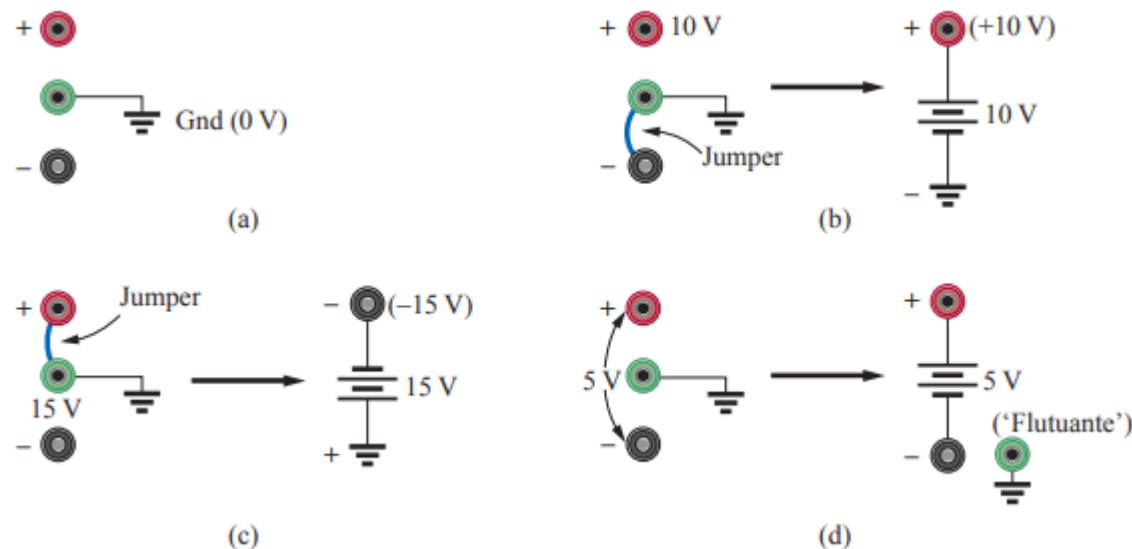 +
Gnd (0 V)
–
(a)
+ 10 V
–
Jumper
+ (+10 V)
10 V
–
(b)
+
Jumper
15 V
–
– (–15 V)
15 V
+
(c)
+
5 V
–
+
5 V
–
(‘Flutuante’)
(d)